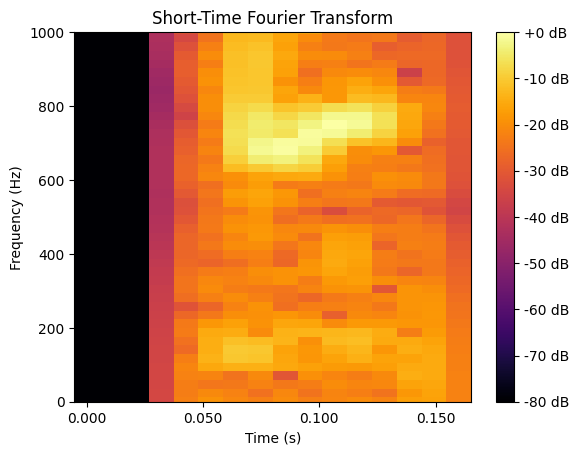 Short-Time Fourier Transform
Frequency (Hz)
1000
800
600
400
200
0
0.000
0.050
0.100
0.150
Time (s)
+0 dB
-10 dB
-20 dB
-30 dB
-40 dB
-50 dB
-60 dB
-70 dB
-80 dB